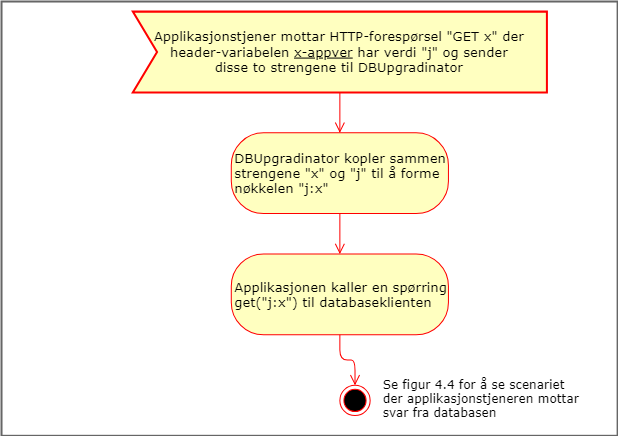 Applikasjonstjener mottar HTTP-forespørsel "GET x" der
header-variabelen x-appver har verdi "j" og sender
disse to strengene til DBUpgradinator
DBUpgradinator kopler sammen
strengene "x" og "j" til å forme
nøkkelen "j:x"
Applikasjonen kaller en spørring
get("j:x") til databaseklienten
Se figur 4.4 for å se scenariet
der applikasjonstjeneren mottar
svar fra databasen